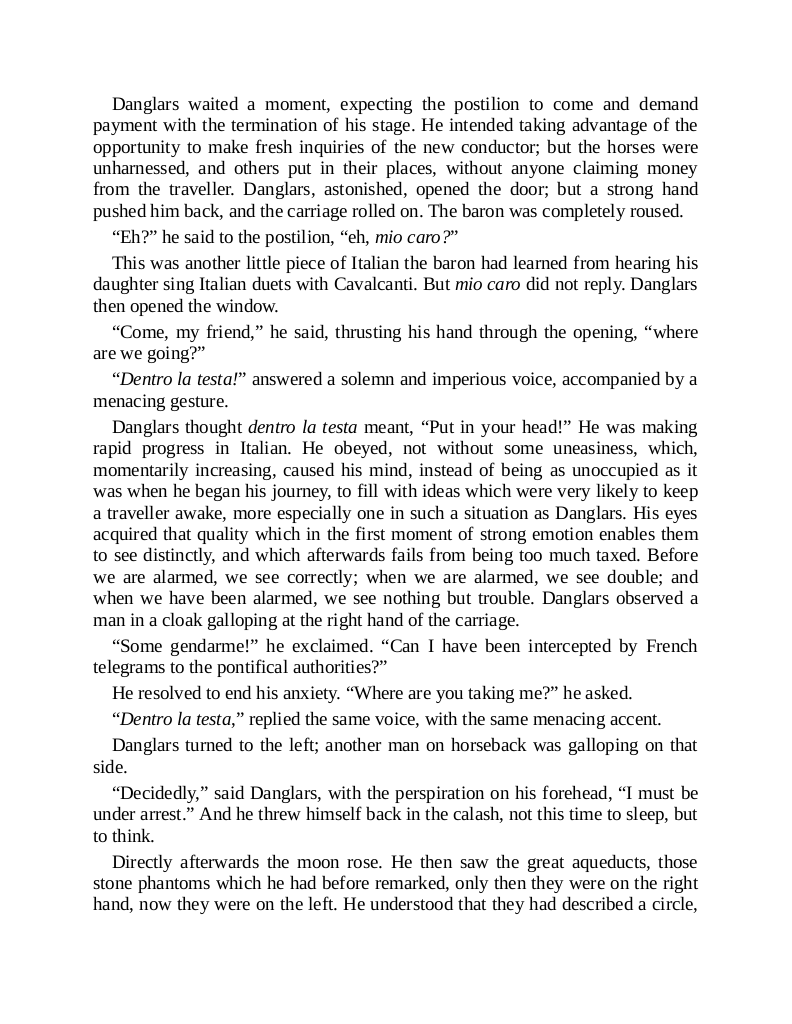 Danglars waited a moment, expecting the postilion to come and demand
payment with the termination of his stage. He intended taking advantage of the
opportunity to make fresh inquiries of the new conductor; but the horses were
unharnessed, and others put in their places, without anyone claiming money
from the traveller. Danglars, astonished, opened the door; but a strong hand
pushed him back, and the carriage rolled on. The baron was completely roused.
“Eh?” he said to the postilion, “eh, mio caro?”
This was another little piece of Italian the baron had learned from hearing his
daughter sing Italian duets with Cavalcanti. But mio caro did not reply. Danglars
then opened the window.
“Come, my friend,” he said, thrusting his hand through the opening, “where
are we going?”
“Dentro la testa!” answered a solemn and imperious voice, accompanied by a
menacing gesture.
Danglars thought dentro la testa meant, “Put in your head!” He was making
rapid progress in Italian. He obeyed, not without some uneasiness, which,
momentarily increasing, caused his mind, instead of being as unoccupied as it
was when he began his journey, to fill with ideas which were very likely to keep
a traveller awake, more especially one in such a situation as Danglars. His eyes
acquired that quality which in the first moment of strong emotion enables them
to see distinctly, and which afterwards fails from being too much taxed. Before
we are alarmed, we see correctly; when we are alarmed, we see double; and
when we have been alarmed, we see nothing but trouble. Danglars observed a
man in a cloak galloping at the right hand of the carriage.
“Some gendarme!” he exclaimed. “Can I have been intercepted by French
telegrams to the pontifical authorities?”
He resolved to end his anxiety. “Where are you taking me?” he asked.
“Dentro la testa,” replied the same voice, with the same menacing accent.
Danglars turned to the left; another man on horseback was galloping on that
side.
“Decidedly,” said Danglars, with the perspiration on his forehead, “I must be
under arrest.” And he threw himself back in the calash, not this time to sleep, but
to think.
Directly afterwards the moon rose. He then saw the great aqueducts, those
stone phantoms which he had before remarked, only then they were on the right
hand, now they were on the left. He understood that they had described a circle,